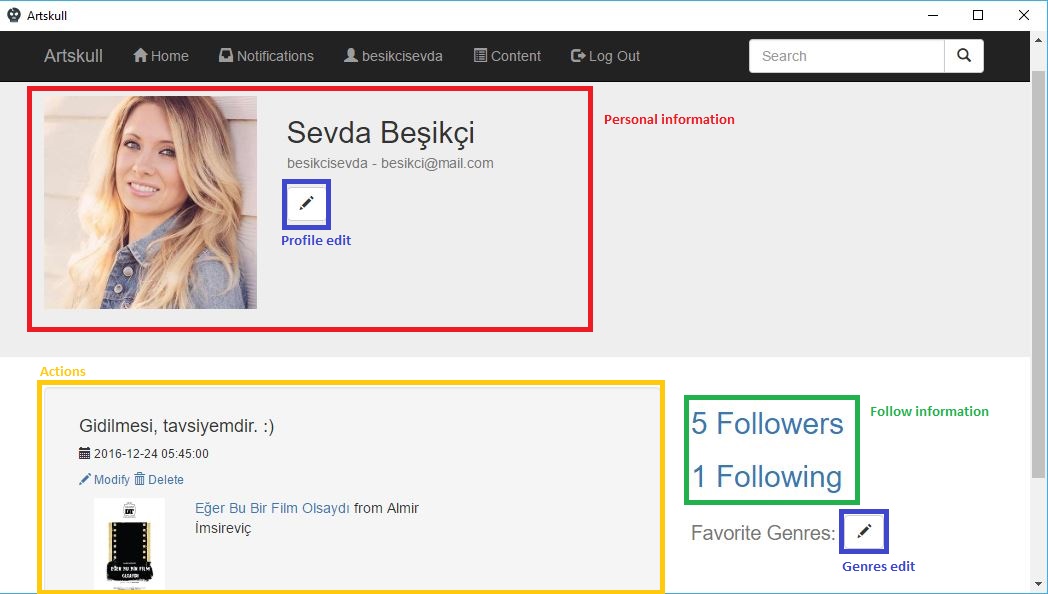 Artskull
Artskull Home Notifications besikcisevda Content Log Out Search
Personal information
Sevda Beşikçi
besikcisevda - besikci@mail.com
Profile edit
Actions
Gidilmesi, tavsiyemdir. :)
2016-12-24 05:45:00
Modify Delete
Eğer Bu Bir Film Olsaydı from Almir
İmsireviç
DT
EĞER BU BİR FİLM
OLSAYDI
5 Followers
1 Following
Follow information
Favorite Genres:
Genres edit